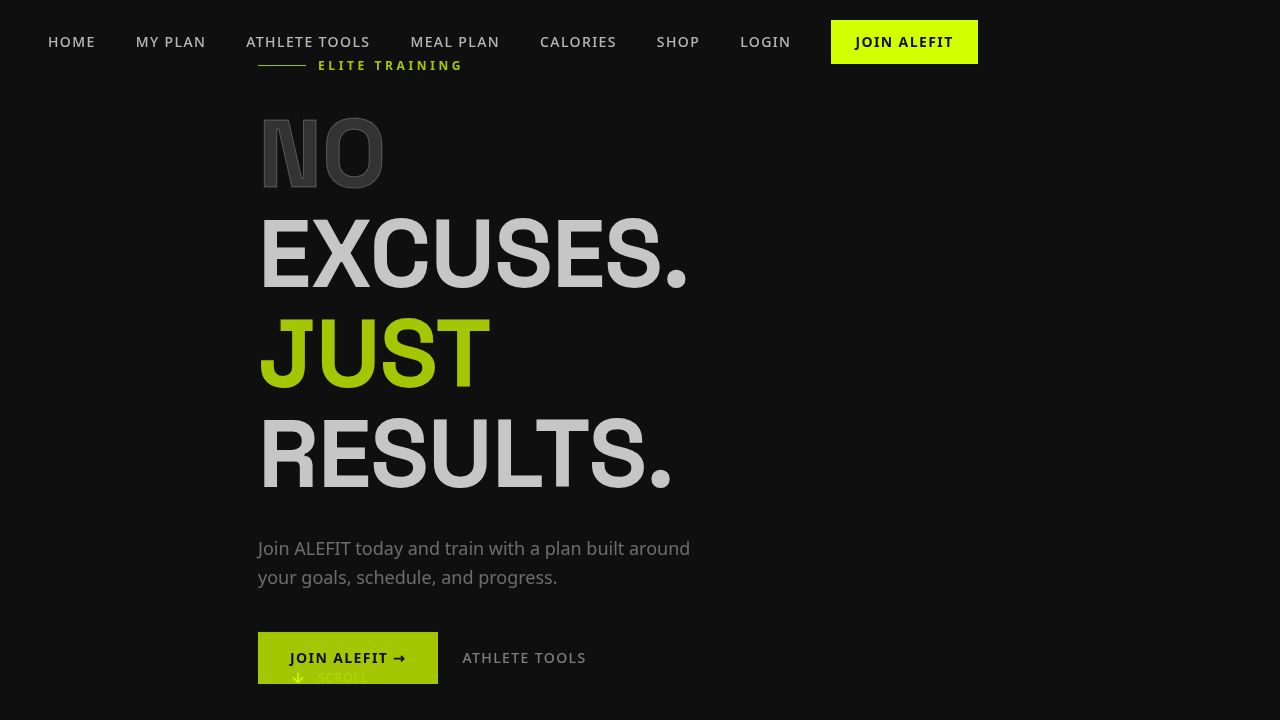 HOME MY PLAN ATHLETE TOOLS MEAL PLAN CALORIES SHOP LOGIN JOIN ALEFIT
ELITE TRAINING
NO
EXCUSES.
JUST
RESULTS.
Join ALEFIT today and train with a plan built around
your goals, schedule, and progress.
JOIN ALEFIT → ATHLETE TOOLS
↓ SCROLL